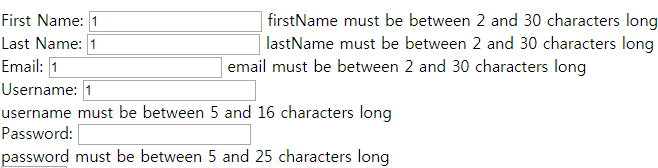 First Name: 1 firstName must be between 2 and 30 characters long
Last Name: 1 lastName must be between 2 and 30 characters long
Email: 1 email must be between 2 and 30 characters long
Username: 1
username must be between 5 and 16 characters long
Password:
password must be between 5 and 25 characters long